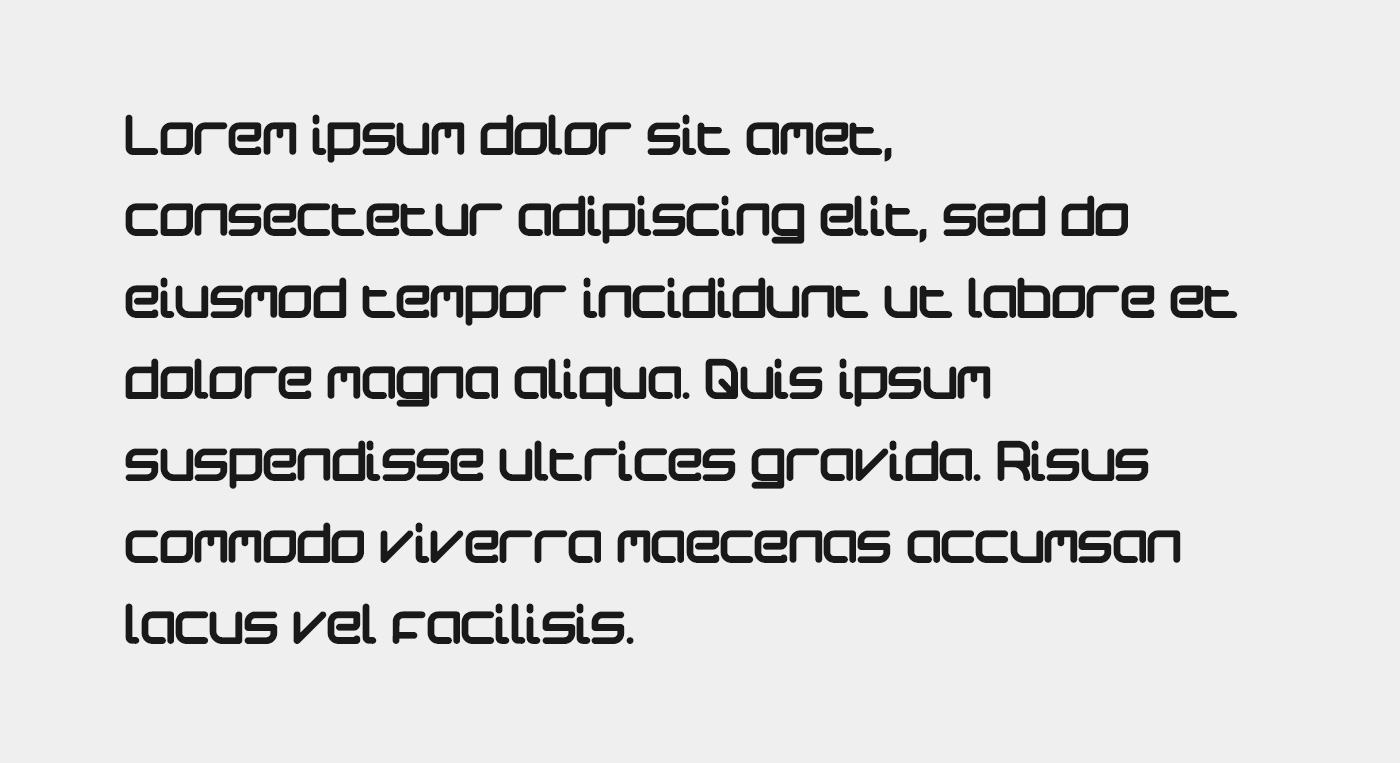 Lorem ipsum dolor sit amet,
consectetur adipiscing elit, sed do
eiusmod tempor incididunt ut labore et
dolore magna aliqua. Quis ipsum
suspendisse ultrices gravida. Risus
commodo viverra maecenas accumsan
lacus vel facilisis.